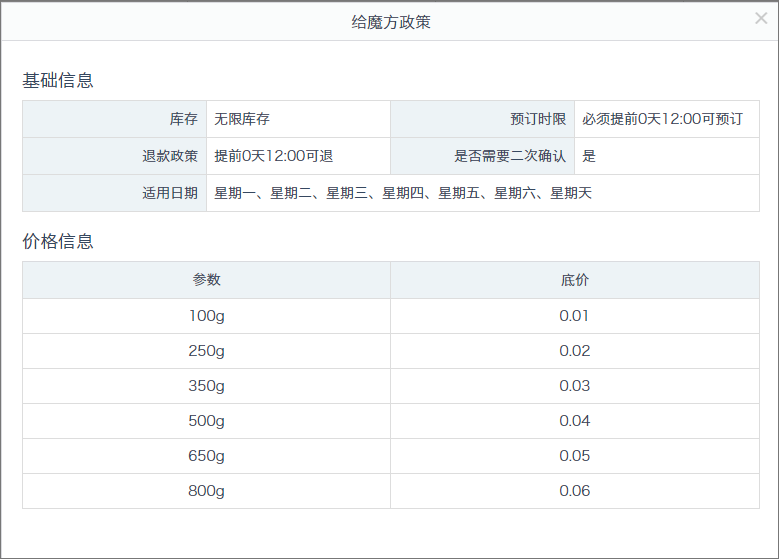 给魔方政策
基础信息
库存 无限库存 预订时限 必须提前0天12:00可预订
退款政策 提前0天12:00可退 是否需要二次确认 是
适用日期 星期一、星期二、星期三、星期四、星期五、星期六、星期天
价格信息
参数 底价
100g 0.01
250g 0.02
350g 0.03
500g 0.04
650g 0.05
800g 0.06